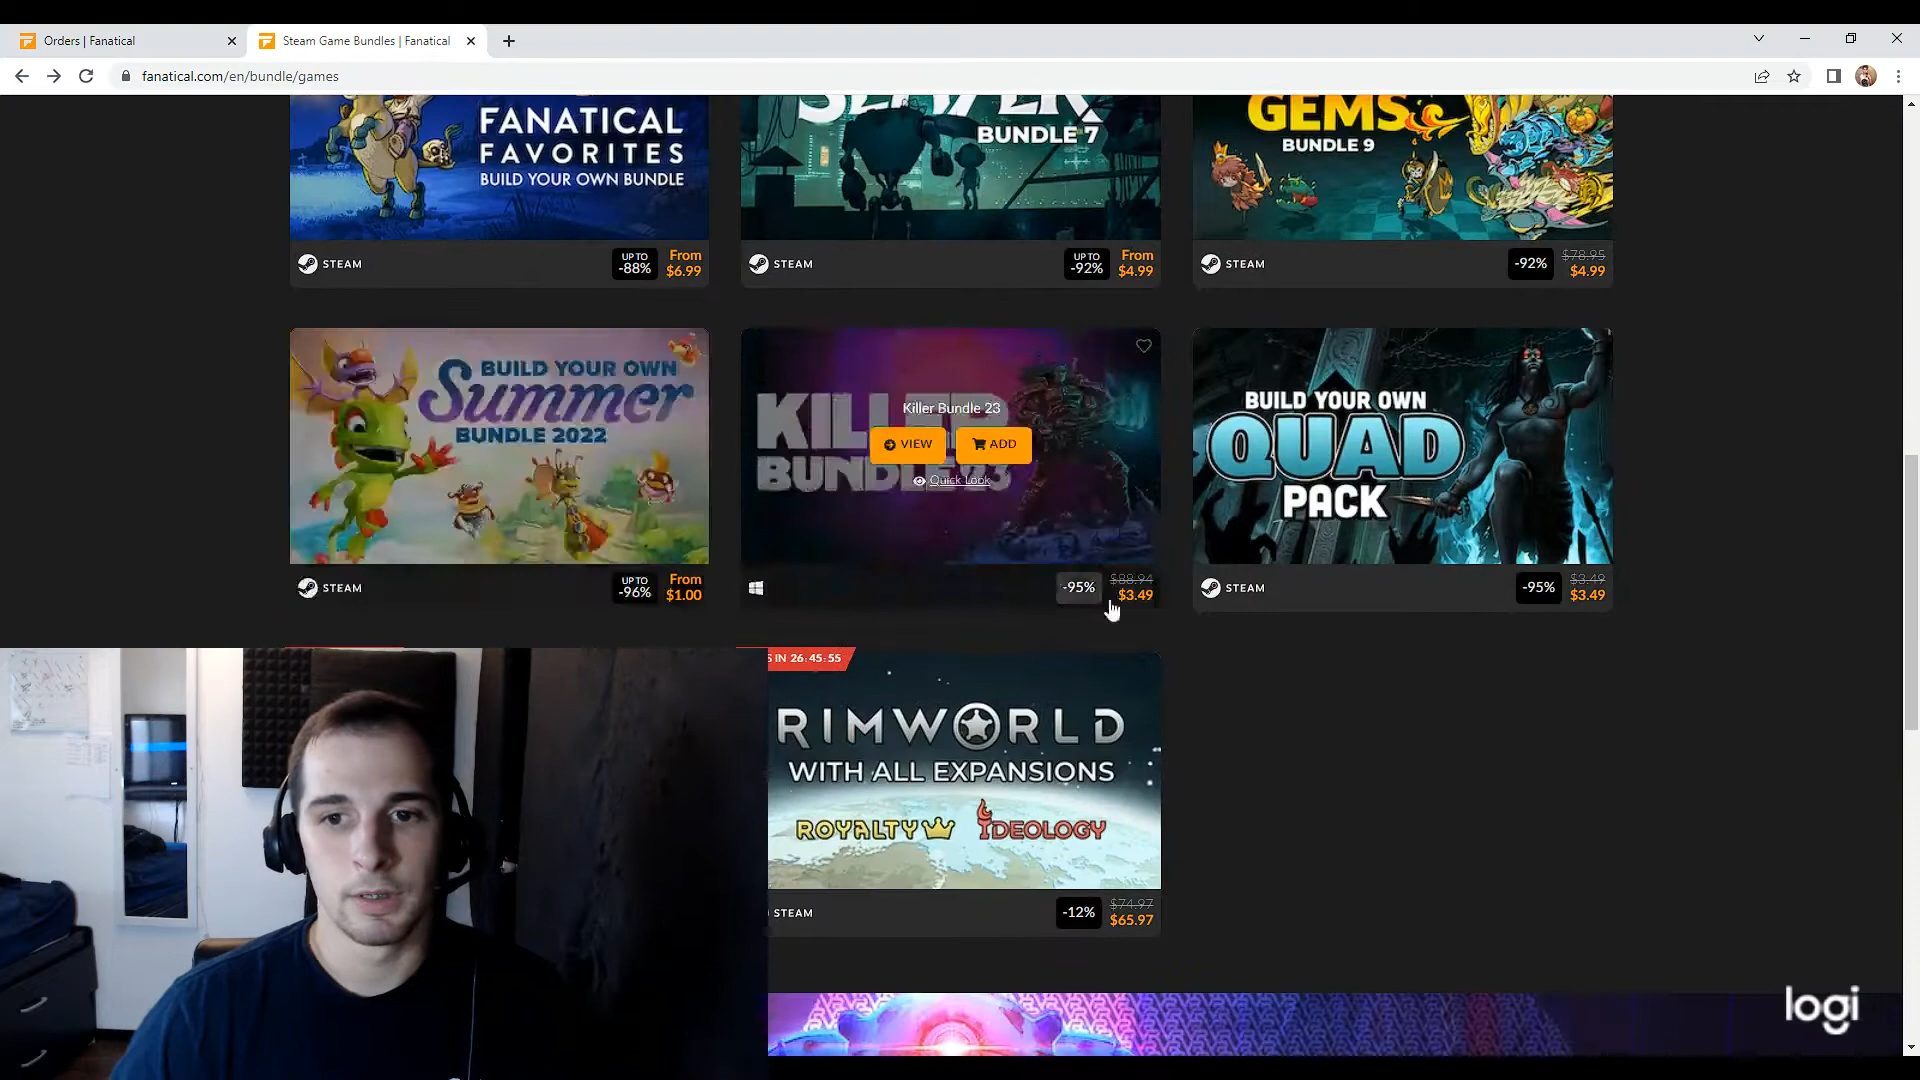 Orders | Fanatical
Steam Game Bundles | Fanatical
fanatical.com/en/bundle/games
FANATICAL
FAVORITES
BUILD YOUR OWN BUNDLE
STEAM
UP TO
-88%
From
$6.99
BUNDLE 7
STEAM
UP TO
-92%
From
$4.99
GEMS
BUNDLE 9
STEAM
-92%
$78.95
$4.99
BUILD YOUR OWN
Summer
BUNDLE 2022
STEAM
UP TO
-96%
From
$1.00
KILLER
BUNDLE 23
Killer Bundle 23
VIEW
ADD
Quick Look
-95%
$88.94
$3.49
BUILD YOUR OWN
QUAD
PACK
STEAM
-95%
$3.49
$3.49
S IN 26:45:55
RIMWORLD
WITH ALL EXPANSIONS
ROYALTY
IDEOLOGY
STEAM
-12%
$74.97
$65.97
logi